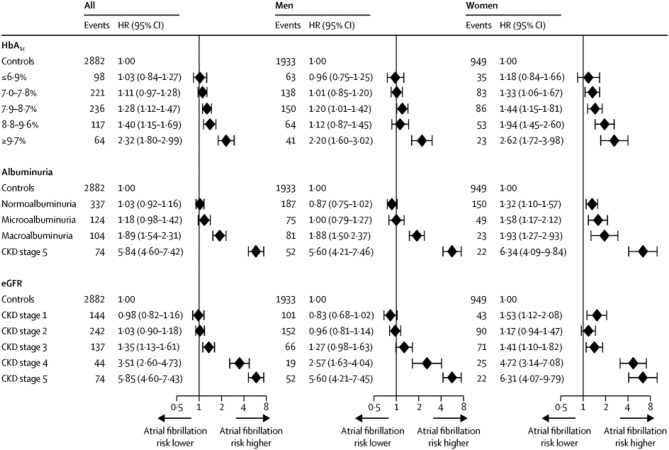 All Men Women
Events HR (95% CI) Events HR (95% CI) Events HR (95% CI)
HbA1c
Controls 2882 1·00 1933 1·00 949 1·00
≤6·9% 98 1·03 (0·84–1·27) 63 0·96 (0·75–1·25) 35 1·18 (0·84–1·66)
7·0–7·8% 221 1·11 (0·97–1·28) 138 1·01 (0·85–1·20) 83 1·33 (1·06–1·67)
7·9–8·7% 236 1·28 (1·12–1·47) 150 1·20 (1·01–1·42) 86 1·44 (1·15–1·81)
8·8–9·6% 117 1·40 (1·15–1·69) 64 1·12 (0·87–1·45) 53 1·94 (1·45–2·60)
≥9·7% 64 2·32 (1·80–2·99) 41 2·20 (1·60–3·02) 23 2·62 (1·72–3·98)
Albuminuria
Controls 2882 1·00 1933 1·00 949 1·00
Normoalbuminuria 337 1·03 (0·92–1·16) 187 0·87 (0·75–1·02) 150 1·32 (1·10–1·57)
Microoalbuminuria 124 1·18 (0·98–1·42) 75 1·00 (0·79–1·27) 49 1·58 (1·17–2·12)
Macroalbuminuria 104 1·89 (1·54–2·31) 81 1·88 (1·50-2·37) 23 1·93 (1·27–2·93)
CKD stage 5 74 5·84 (4·60–7·42) 52 5·60 (4·21–7·46) 22 6·34 (4·09–9·84)
eGFR
Controls 2882 1·00 1933 1·00 949 1·00
CKD stage 1 144 0·98 (0·82–1·16) 101 0·83 (0·68–1·02) 43 1·53 (1·12–2·08)
CKD stage 2 242 1·03 (0·90–1·18) 152 0·96 (0·81–1·14) 90 1·17 (0·94–1·47)
CKD stage 3 137 1·35 (1·13–1·61) 66 1·27 (0·98–1·63) 71 1·41 (1·10–1·82)
CKD stage 4 44 3·51 (2·60–4·73) 19 2·57 (1·63–4·04) 25 4·72 (3·14–7·08)
CKD stage 5 74 5·85 (4·60–7·43) 52 5·60 (4·21–7·45) 22 6·31 (4·07–9·79)
0·5 1 2 4 8 0·5 1 2 4 8 0·5 1 2 4 8
Atrial fibrillation Atrial fibrillation Atrial fibrillation Atrial fibrillation Atrial fibrillation Atrial fibrillation
risk lower risk higher risk lower risk higher risk lower risk higher